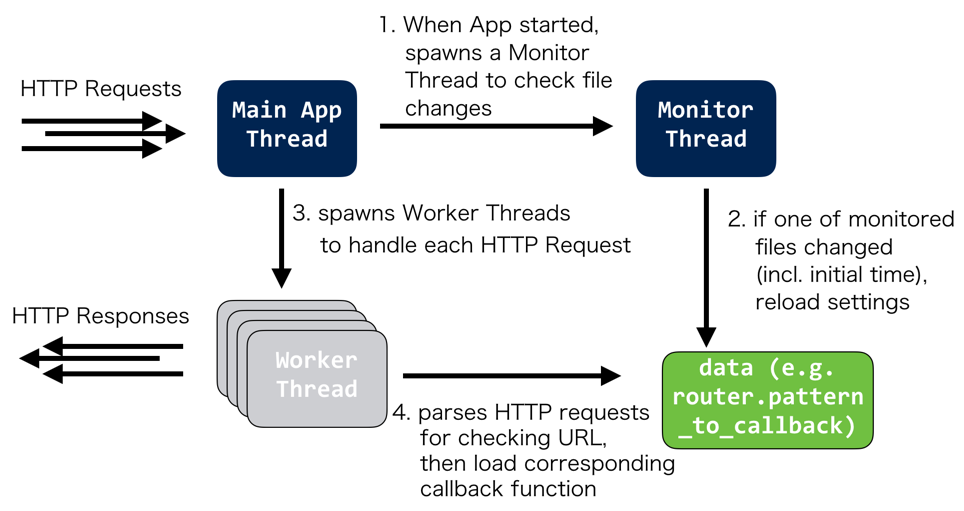 1. When App started,
spawns a Monitor
Thread to check file
changes
HTTP Requests
Main App
Thread
Monitor
Thread
3. spawns Worker Threads
to handle each HTTP Request
2. if one of monitored
files changed
(incl. initial time),
reload settings
HTTP Responses
Worker
Thread
data (e.g.
router.pattern
_to_callback)
4. parses HTTP requests
for checking URL,
then load corresponding
callback function